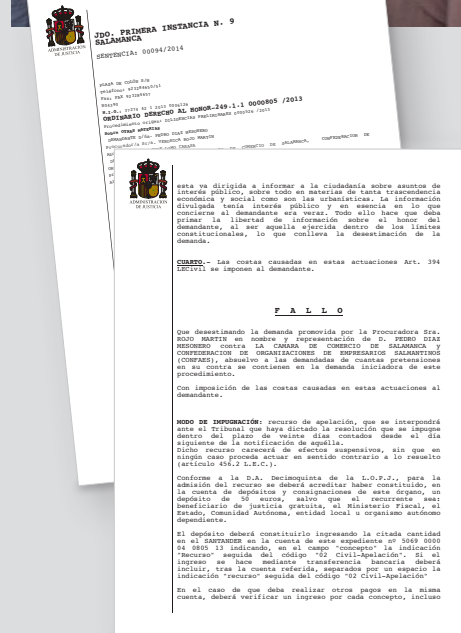 ADMINISTRACIÓN
DE JUSTICIA
JDO. PRIMERA INSTANCIA N. 9
SALAMANCA
SENTENCIA: 00094/2014
ORDINARIO DERECHO AL HONOR-249.1.1 0000805 /2013
ADMINISTRACIÓN
DE JUSTICIA
esta va dirigida a informar a la ciudadanía sobre asuntos de
interés público, sobre todo en materias de tanta trascendencia
económica y social como son las urbanísticas. La información
divulgada tenía interés público y en esencia en lo que
concierne al demandante era veraz. Todo ello hace que deba
primar la libertad de información sobre el honor del
demandante, al ser aquella ejercida dentro de los límites
constitucionales, lo que conlleva la desestimación de la
demanda.
CUARTO.- Las costas causadas en estas actuaciones Art. 394
LECivil se imponen al demandante.
F A L L O
Que desestimando la demanda promovida por la Procuradora Sra.
ROJO MARTIN en nombre y representación de D. PEDRO DIAZ
MESONERO contra LA CAMARA DE COMERCIO DE SALAMANCA y
CONFEDERACION DE ORGANIZACIONES DE EMPRESARIOS SALMANTINOS
(CONFAES), absuelvo a las demandadas de cuantas pretensiones
en su contra se contienen en la demanda iniciadora de este
procedimiento.
Con imposición de las costas causadas en estas actuaciones al
demandante.
MODO DE IMPUGNACIÓN: recurso de apelación, que se interpondrá
ante el Tribunal que haya dictado la resolución que se impugne
dentro del plazo de veinte días contados desde el día
siguiente de la notificación de aquélla.
Dicho recurso carecerá de efectos suspensivos, sin que en
ningún caso proceda actuar en sentido contrario a lo resuelto
(artículo 456.2 L.E.C.).
Conforme a la D.A. Decimoquinta de la L.O.P.J., para la
admisión del recurso se deberá acreditar haber constituido, en
la cuenta de depósitos y consignaciones de este órgano, un
depósito de 50 euros, salvo que el recurrente sea:
beneficiario de justicia gratuita, el Ministerio Fiscal, el
Estado, Comunidad Autónoma, entidad local u organismo autónomo
dependiente.
El depósito deberá constituirlo ingresando la citada cantidad
en el SANTANDER en la cuenta de este expediente nº 5069 0000
04 0805 13 indicando, en el campo "concepto" la indicación
"Recurso" seguida del código "02 Civil-Apelación". Si el
ingreso se hace mediante transferencia bancaria deberá
incluir, tras la cuenta referida, separados por un espacio la
indicación "recurso" seguida del código "02 Civil-Apelación"
En el caso de que deba realizar otros pagos en la misma
cuenta, deberá verificar un ingreso por cada concepto, incluso